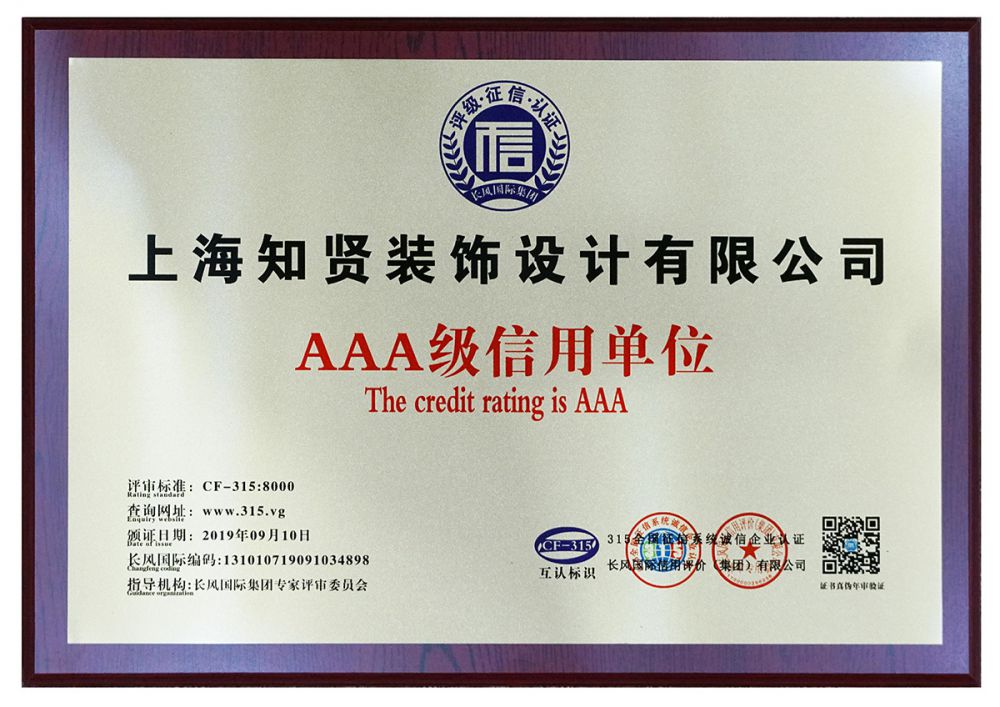 评级·征信·认证
信
长风国际集团
上海知贤装饰设计有限公司
AAA级信用单位
The credit rating is AAA
评审标准：CF-315:8000
Rating standard
查询网址：www.315.vg
Enquiry website
颁证日期：2019年09月10日
Date of issue
长风国际编码:131010719091034898
Changfeng coding
指导机构:长风国际集团专家评审委员会
Guidance organization
CF-315
互认标识
315全国征信系统诚信企业认证
长风国际信用评价（集团）有限公司
证书真伪年审验证